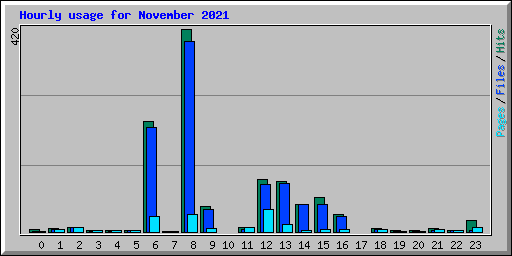 Hourly usage for November 2021
420
Pages/Files/Hits
0 1 2 3 4 5 6 7 8 9 10 11 12 13 14 15 16 17 18 19 20 21 22 23